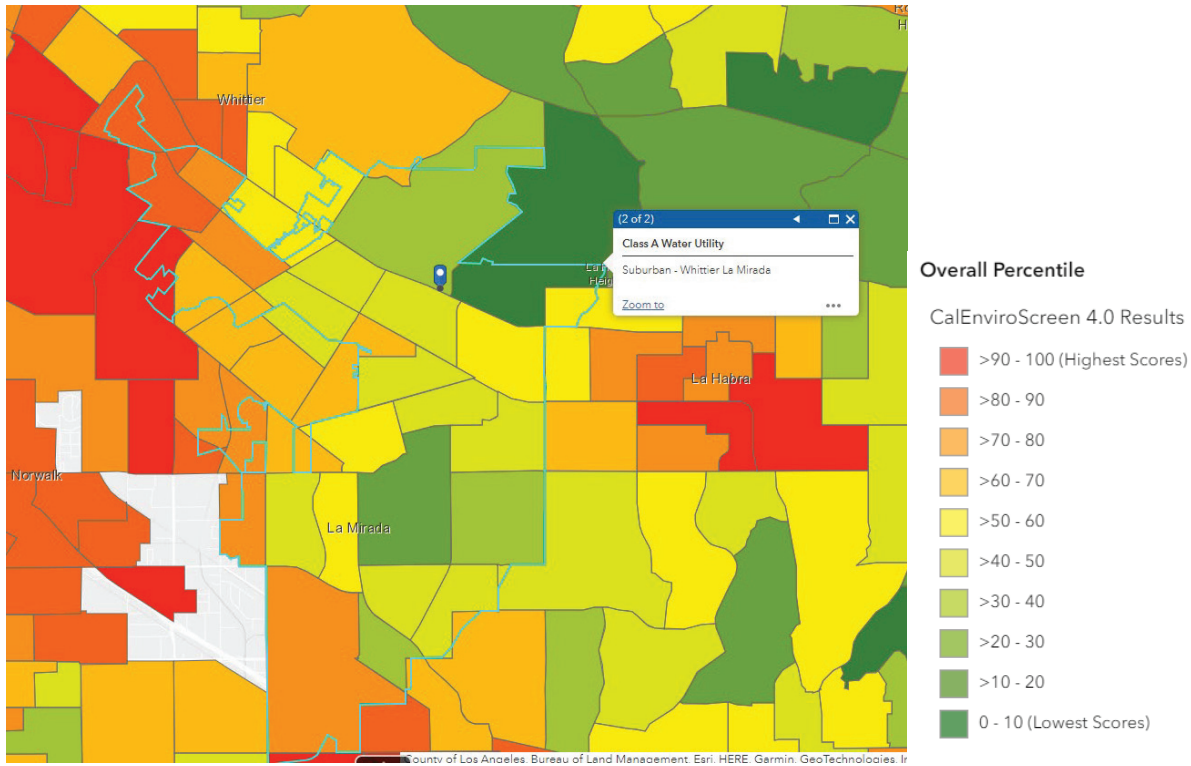 Whittier
(2 of 2)
Class A Water Utility
Suburban - Whittier La Mirada
Zoom to
La Habra
Norwalk
La Mirada
County of Los Angeles, Bureau of Land Management, Esri, HERE, Garmin, GeoTechnologies, I
Overall Percentile
CalEnviroScreen 4.0 Results
>90 - 100 (Highest Scores)
>80 - 90
>70 - 80
>60 - 70
>50 - 60
>40 - 50
>30 - 40
>20 - 30
>10 - 20
0 - 10 (Lowest Scores)